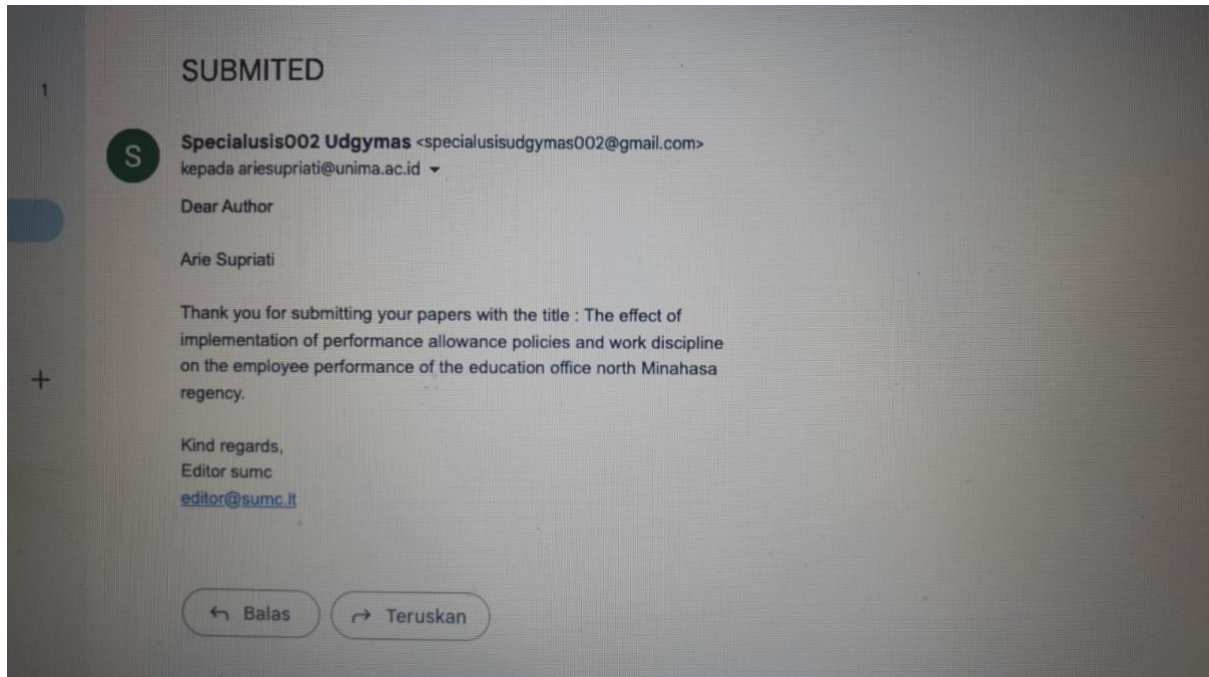 SUBMITED
1
S
Specialusis002 Udgymas <specialusisudgymas002@gmail.com>
kepada ariesupriati@unima.ac.id
Dear Author
Arie Supriati
Thank you for submitting your papers with the title : The effect of
implementation of performance allowance policies and work discipline
on the employee performance of the education office north Minahasa
regency.
Kind regards,
Editor sumc
editor@sumc.lt
Balas
Teruskan